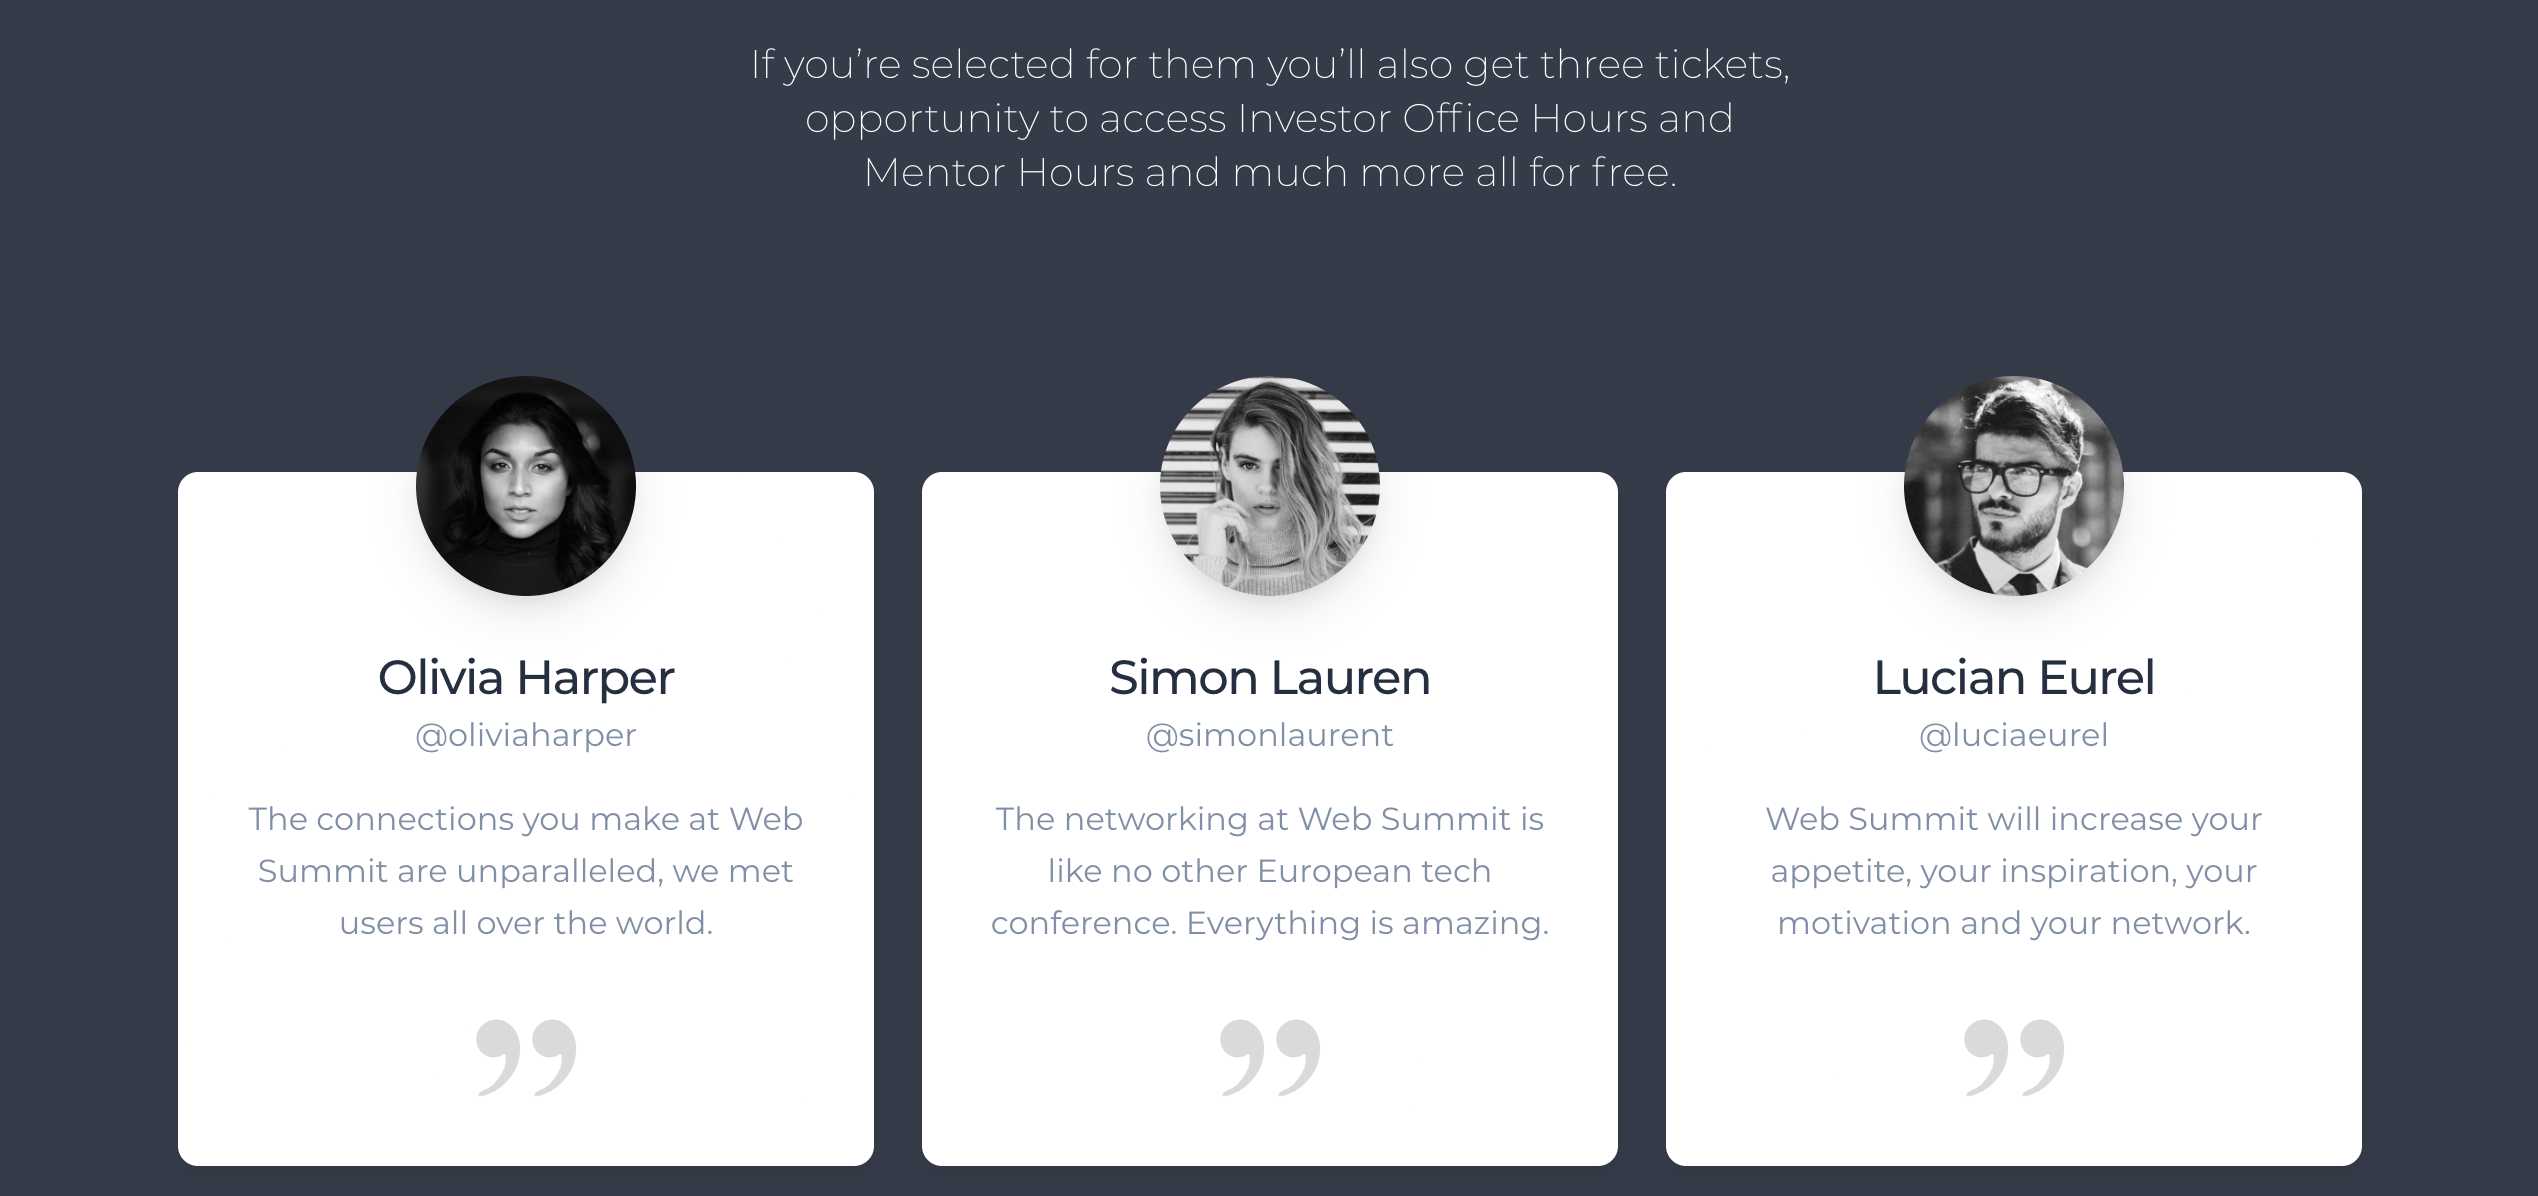 If you’re selected for them you’ll also get three tickets,
opportunity to access Investor Office Hours and
Mentor Hours and much more all for free.
Olivia Harper
@oliviaharper
The connections you make at Web
Summit are unparalleled, we met
users all over the world.
”
Simon Lauren
@simonlaurent
The networking at Web Summit is
like no other European tech
conference. Everything is amazing.
”
Lucian Eurel
@luciaeurel
Web Summit will increase your
appetite, your inspiration, your
motivation and your network.
”